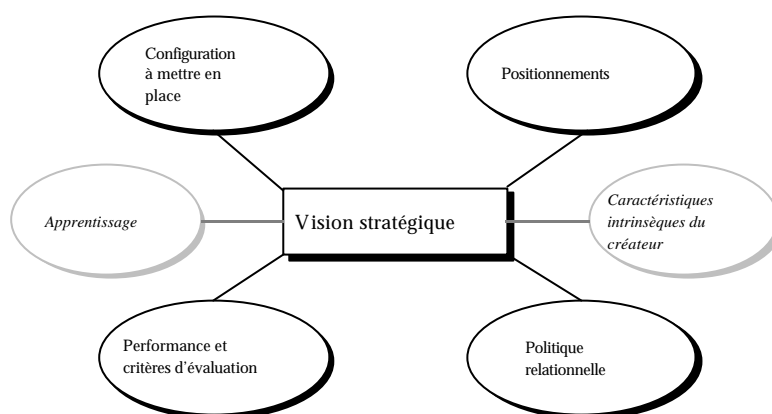 Configuration
à mettre en
place
Positionnements
Apprentissage
Vision stratégique
Caractéristiques
intrinsèques du
créateur
Performance et
critères d'évaluation
Politique
relationnelle